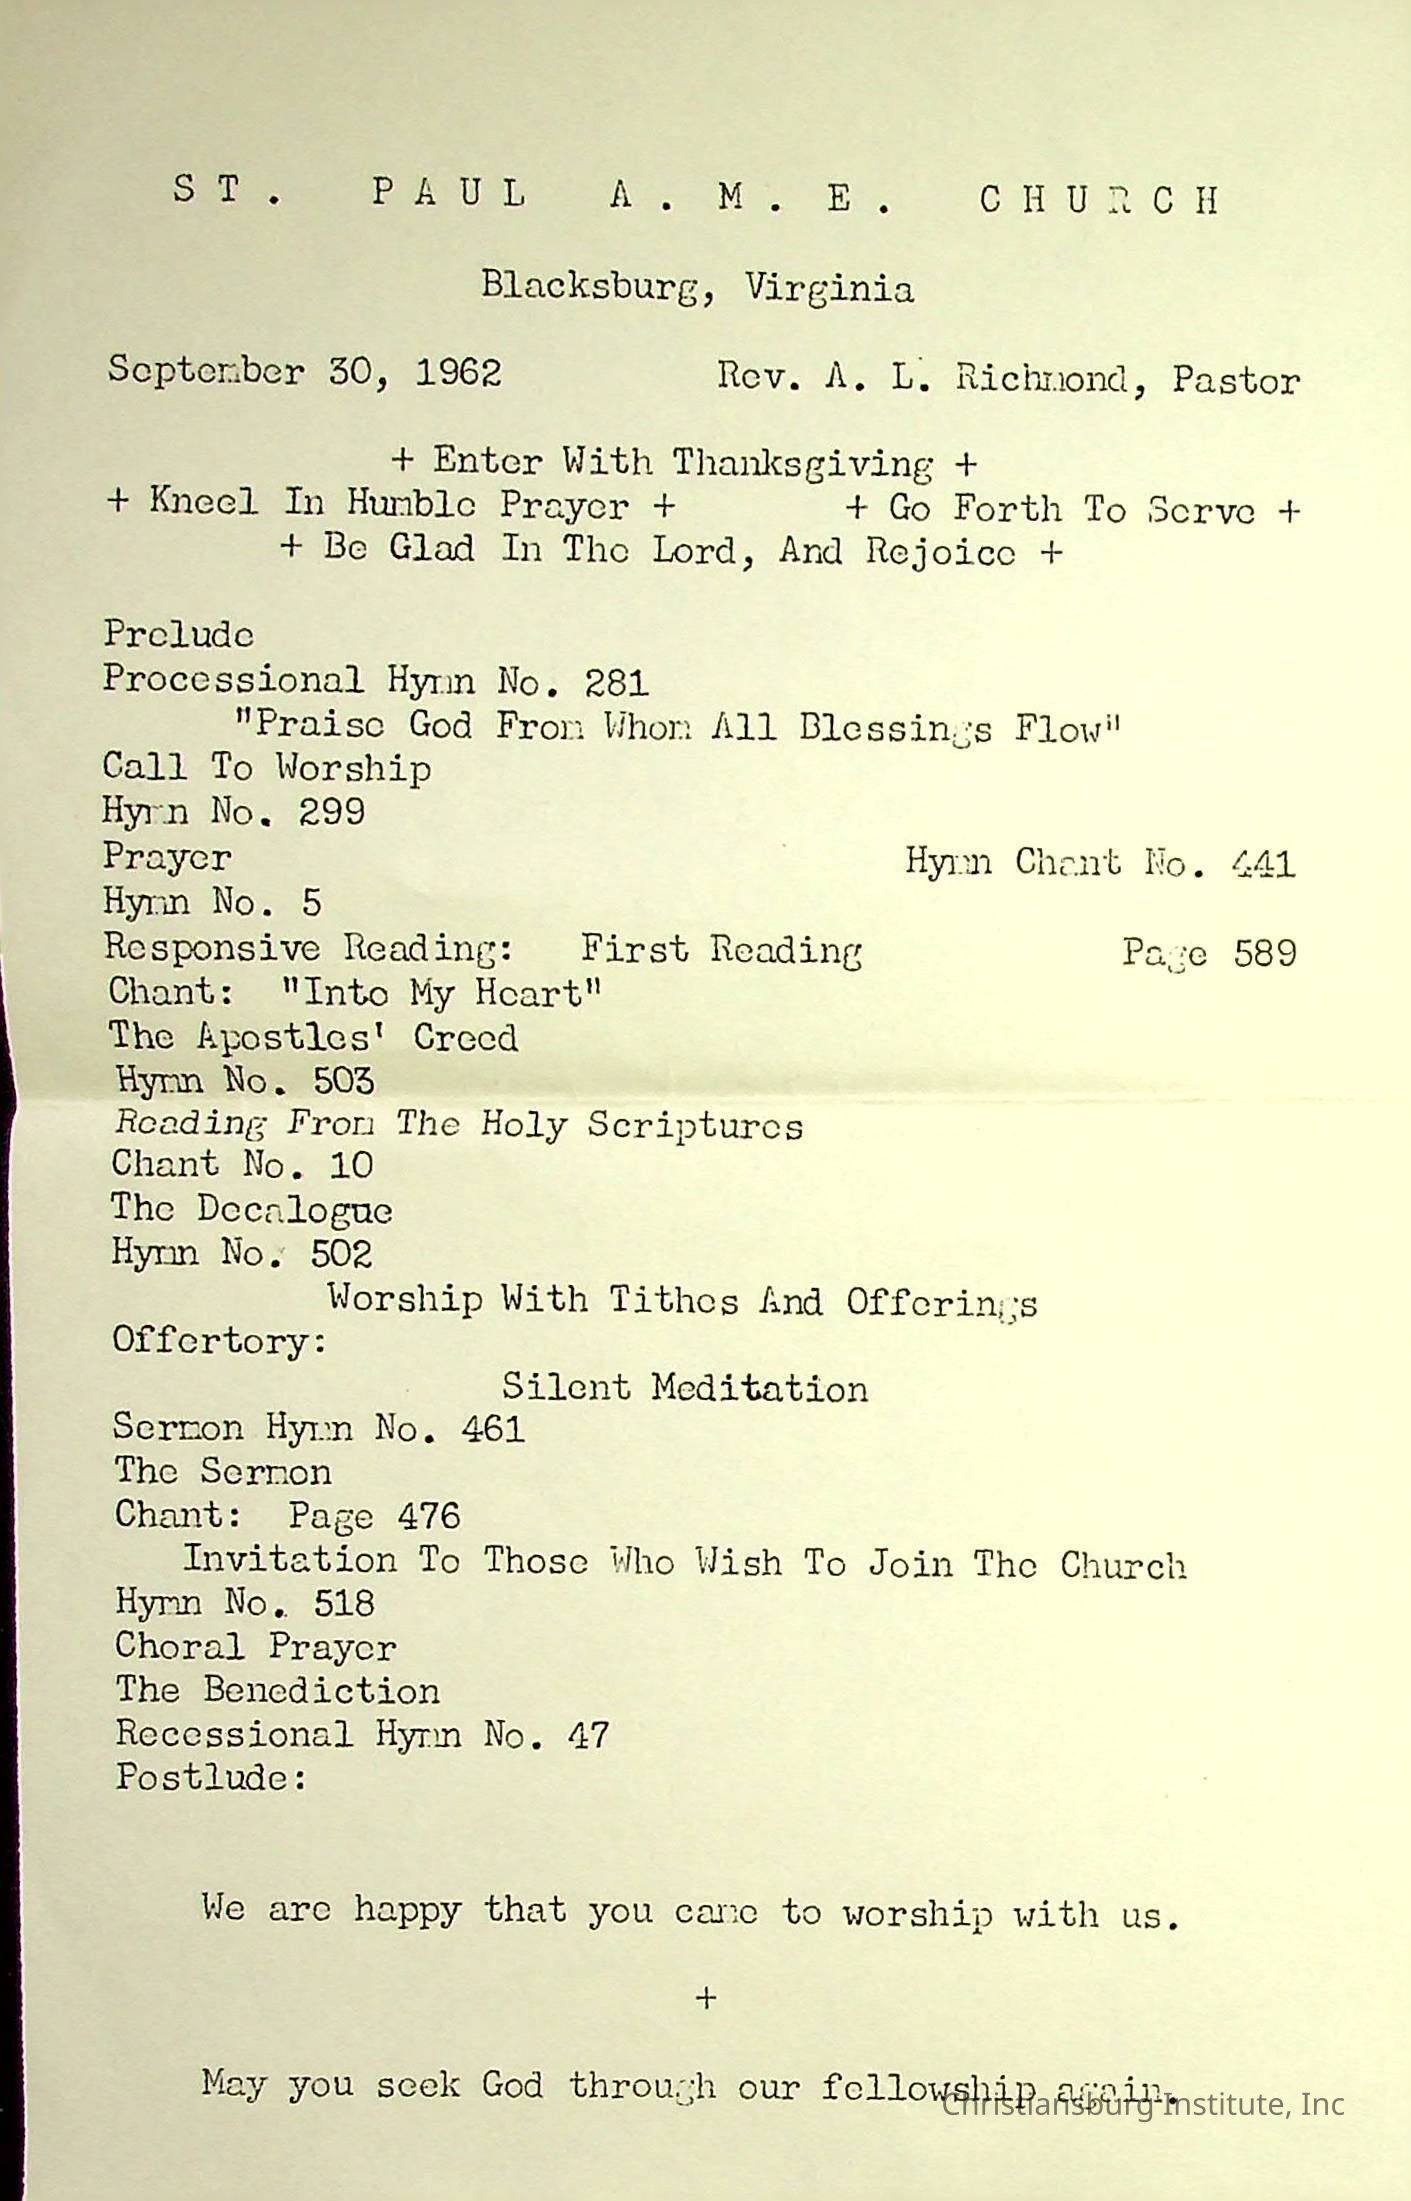 ST. PAUL A.M.E. CHURCH
Blacksburg, Virginia
September 30, 1962 Rev. A. L. Richmond, Pastor
+ Enter With Thanksgiving +
+ Kneel In Humble Prayer + + Go Forth To Serve +
+ Be Glad In The Lord, And Rejoice +
Prelude
Processional Hymn No. 281
"Praise God From Whom All Blessings Flow"
Call To Worship
Hymn No. 299
Prayer Hymn Chant No. 441
Hymn No. 5
Responsive Reading: First Reading Page 589
Chant: "Into My Heart"
The Apostles' Creed
Hymn No. 503
Reading From The Holy Scriptures
Chant No. 10
The Decalogue
Hymn No. 502
Worship With Tithes And Offerings
Offertory:
Silent Meditation
Sermon Hymn No. 461
The Sermon
Chant: Page 476
Invitation To Those Who Wish To Join The Church
Hymn No. 518
Choral Prayer
The Benediction
Recessional Hymn No. 47
Postlude:
We are happy that you came to worship with us.
+
May you seek God through our fellowship again.
Christiansburg Institute, Inc